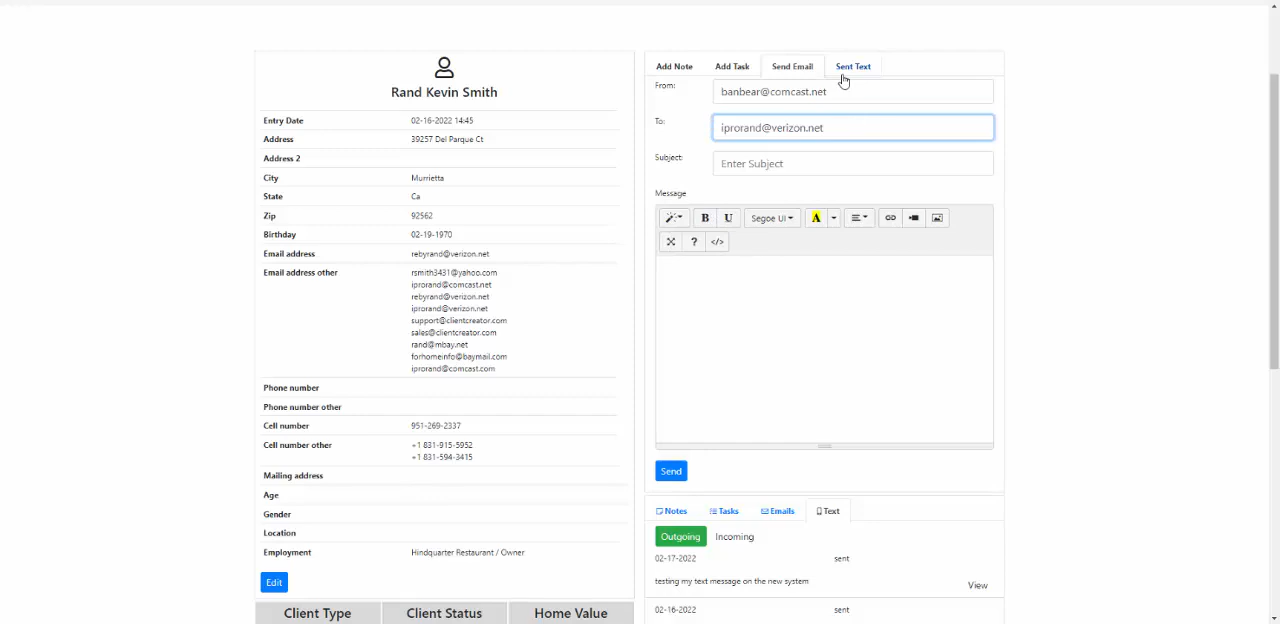 Rand Kevin Smith
Entry Date 02-16-2022 14:45
Address 39257 Del Parque Ct
Address 2
City Murrietta
State Ca
Zip 92562
Birthday 02-19-1970
Email address rebyrand@verizon.net
Email address other rsmith3431@yahoo.com
iprorand@comcast.net
rebyrand@verizon.net
iprorand@verizon.net
support@clientcreator.com
sales@clientcreator.com
rand@mbay.net
forhomeinfo@baymail.com
iprorand@comcast.com
Phone number
Phone number other
Cell number 951-269-2337
Cell number other +1 831-915-5952
+1 831-594-3415
Mailing address
Age
Gender
Location
Employment Hindquarter Restaurant / Owner
Edit
Client Type Client Status Home Value
Add Note Add Task Send Email Sent Text
From: banbear@comcast.net
To: iprorand@verizon.net
Subject: Enter Subject
Message
B U Segoe UI A
? </>
Send
Notes Tasks Emails Text
Outgoing Incoming
02-17-2022 sent
testing my text message on the new system
View
02-16-2022 sent